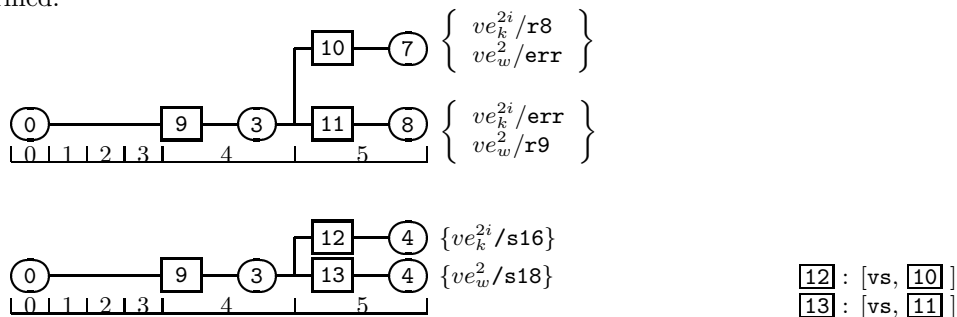 10 7 { ve_k^{2i}/r8
ve_w^2/err }
0 9 3 11 8 { ve_k^{2i}/err
ve_w^2/r9 }
0 1 2 3 4 5
12 4 {ve_k^{2i}/s16}
0 9 3 13 4 {ve_w^2/s18}
12 : [vs, 10 ]
0 1 2 3 4 5
13 : [vs, 11 ]